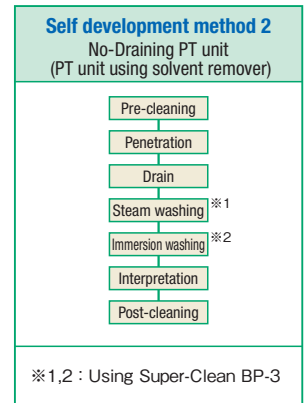 Self development method 2
No-Draining PT unit
(PT unit using solvent remover)
Pre-cleaning
Penetration
Drain
Steam washing ※1
Immersion washing ※2
Interpretation
Post-cleaning
※1,2：Using Super-Clean BP-3